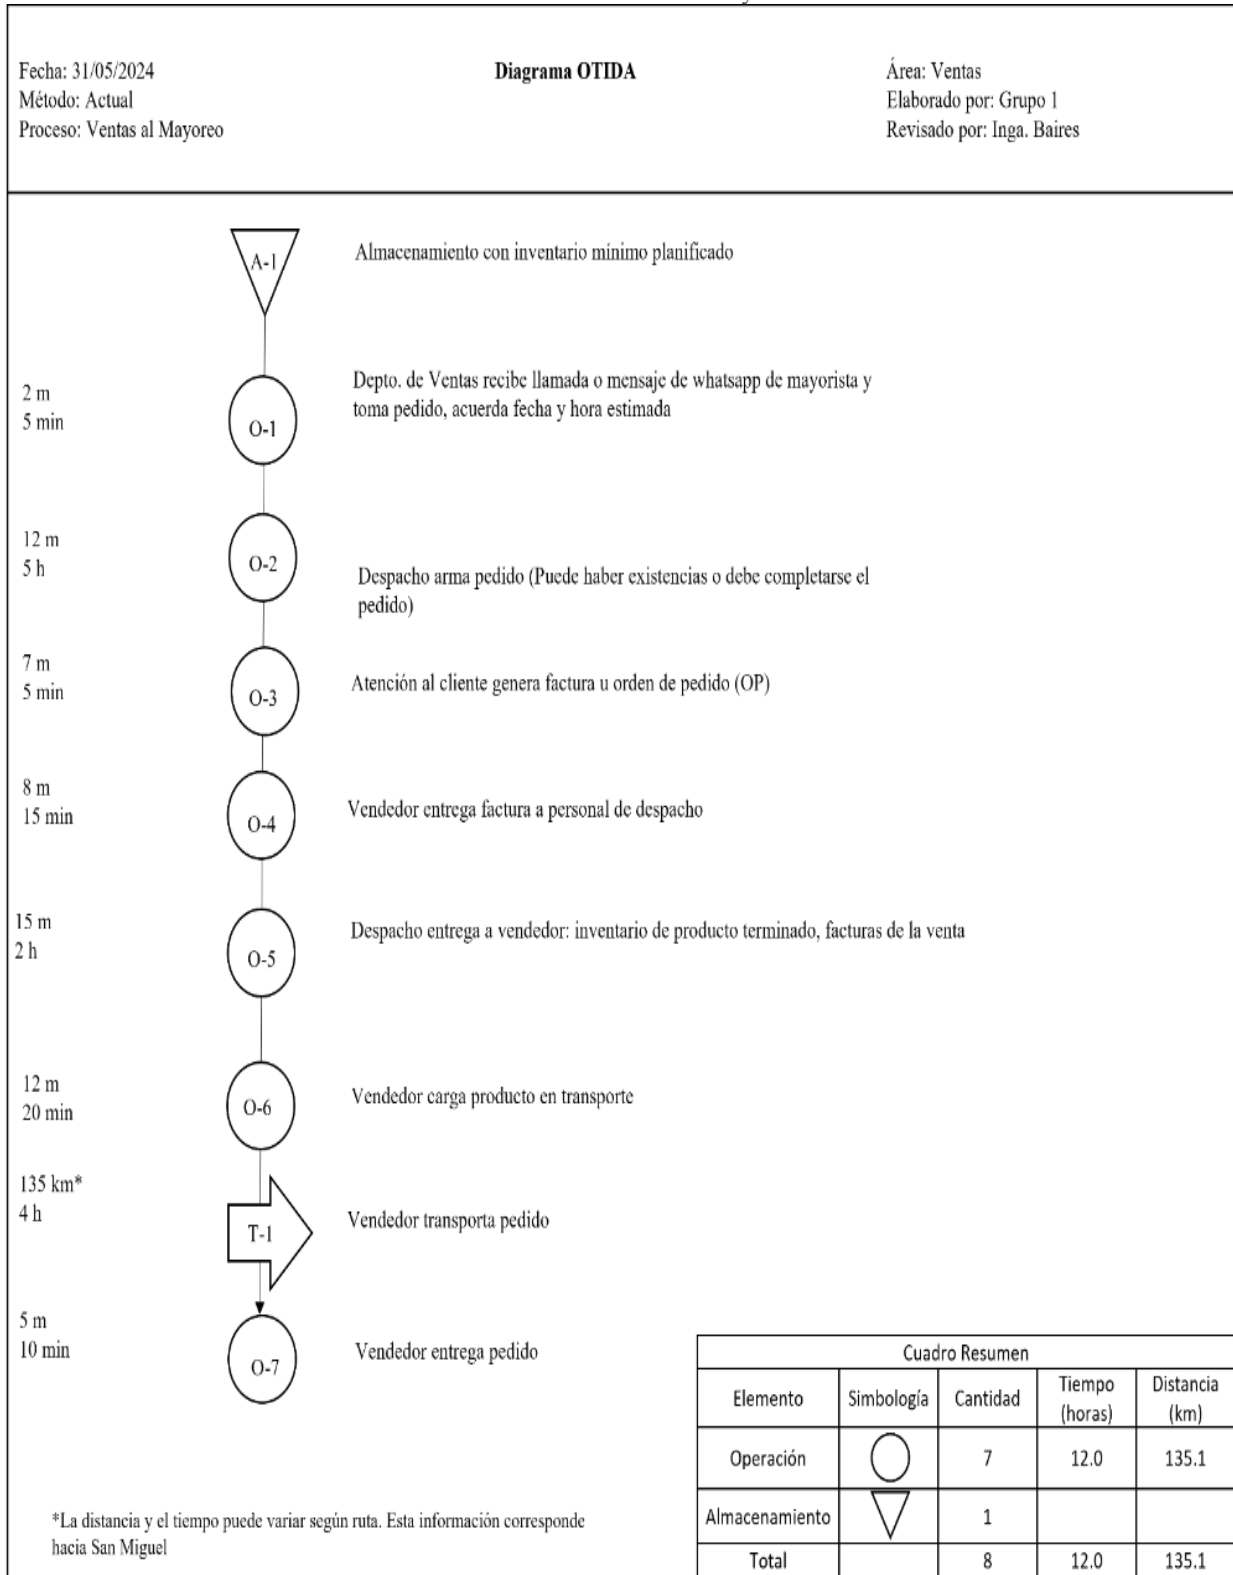 Fecha: 31/05/2024
Método: Actual
Proceso: Ventas al Mayoreo
Diagrama OTIDA
Área: Ventas
Elaborado por: Grupo 1
Revisado por: Inga. Baires
A-1
Almacenamiento con inventario mínimo planificado
2 m
5 min
O-1
Depto. de Ventas recibe llamada o mensaje de whatsapp de mayorista y
toma pedido, acuerda fecha y hora estimada
12 m
5 h
O-2
Despacho arma pedido (Puede haber existencias o debe completarse el
pedido)
7 m
5 min
O-3
Atención al cliente genera factura u orden de pedido (OP)
8 m
15 min
O-4
Vendedor entrega factura a personal de despacho
15 m
2 h
O-5
Despacho entrega a vendedor: inventario de producto terminado, facturas de la venta
12 m
20 min
O-6
Vendedor carga producto en transporte
135 km*
4 h
T-1
Vendedor transporta pedido
5 m
10 min
O-7
Vendedor entrega pedido
Cuadro Resumen
Elemento Simbología Cantidad Tiempo (horas) Distancia (km)
Operación 7 12.0 135.1
Almacenamiento 1
Total 8 12.0 135.1
*La distancia y el tiempo puede variar según ruta. Esta información corresponde
hacia San Miguel